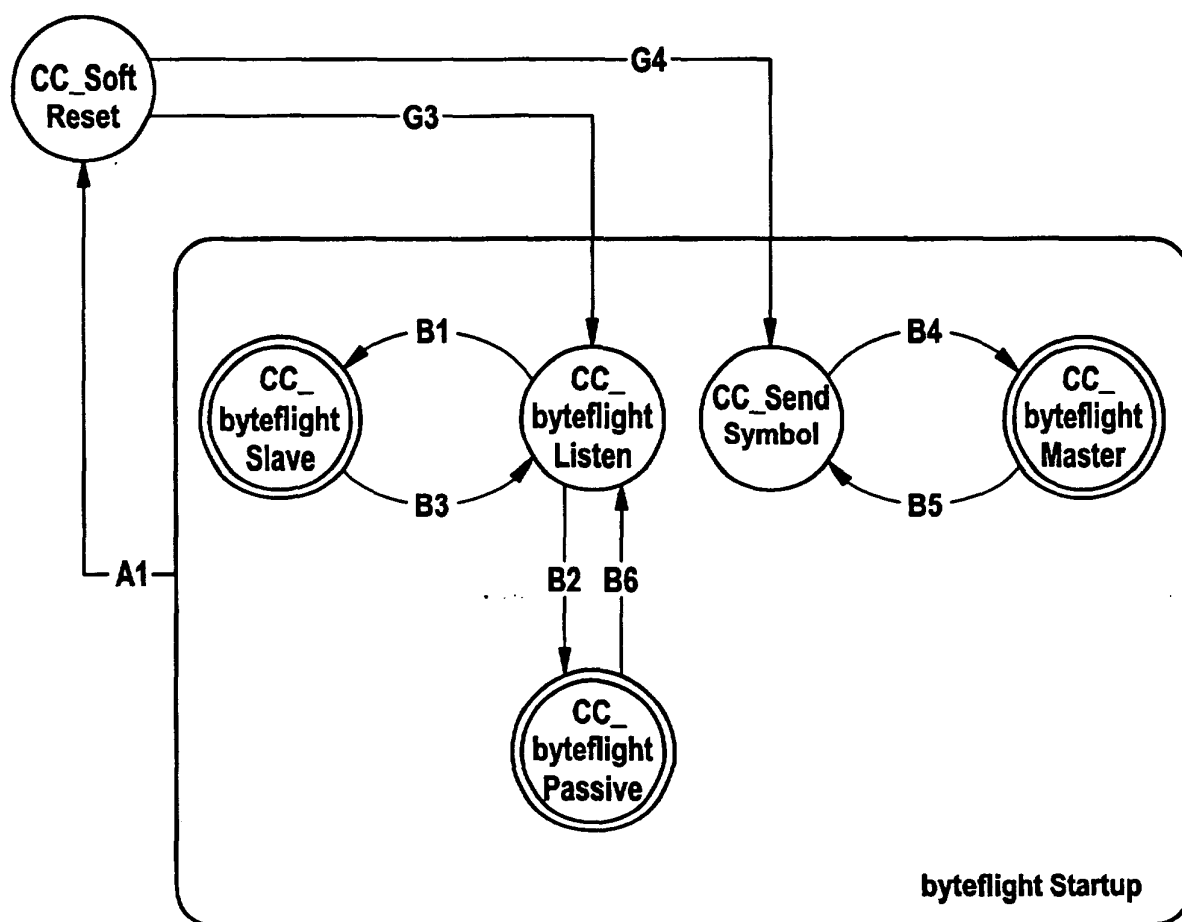 G4
CC_Soft
Reset
G3
B1
B4
CC_
byteflight
Slave
CC_
byteflight
Listen
CC_Send
Symbol
CC_
byteflight
Master
B3
B5
A1
B2
B6
CC_
byteflight
Passive
byteflight Startup